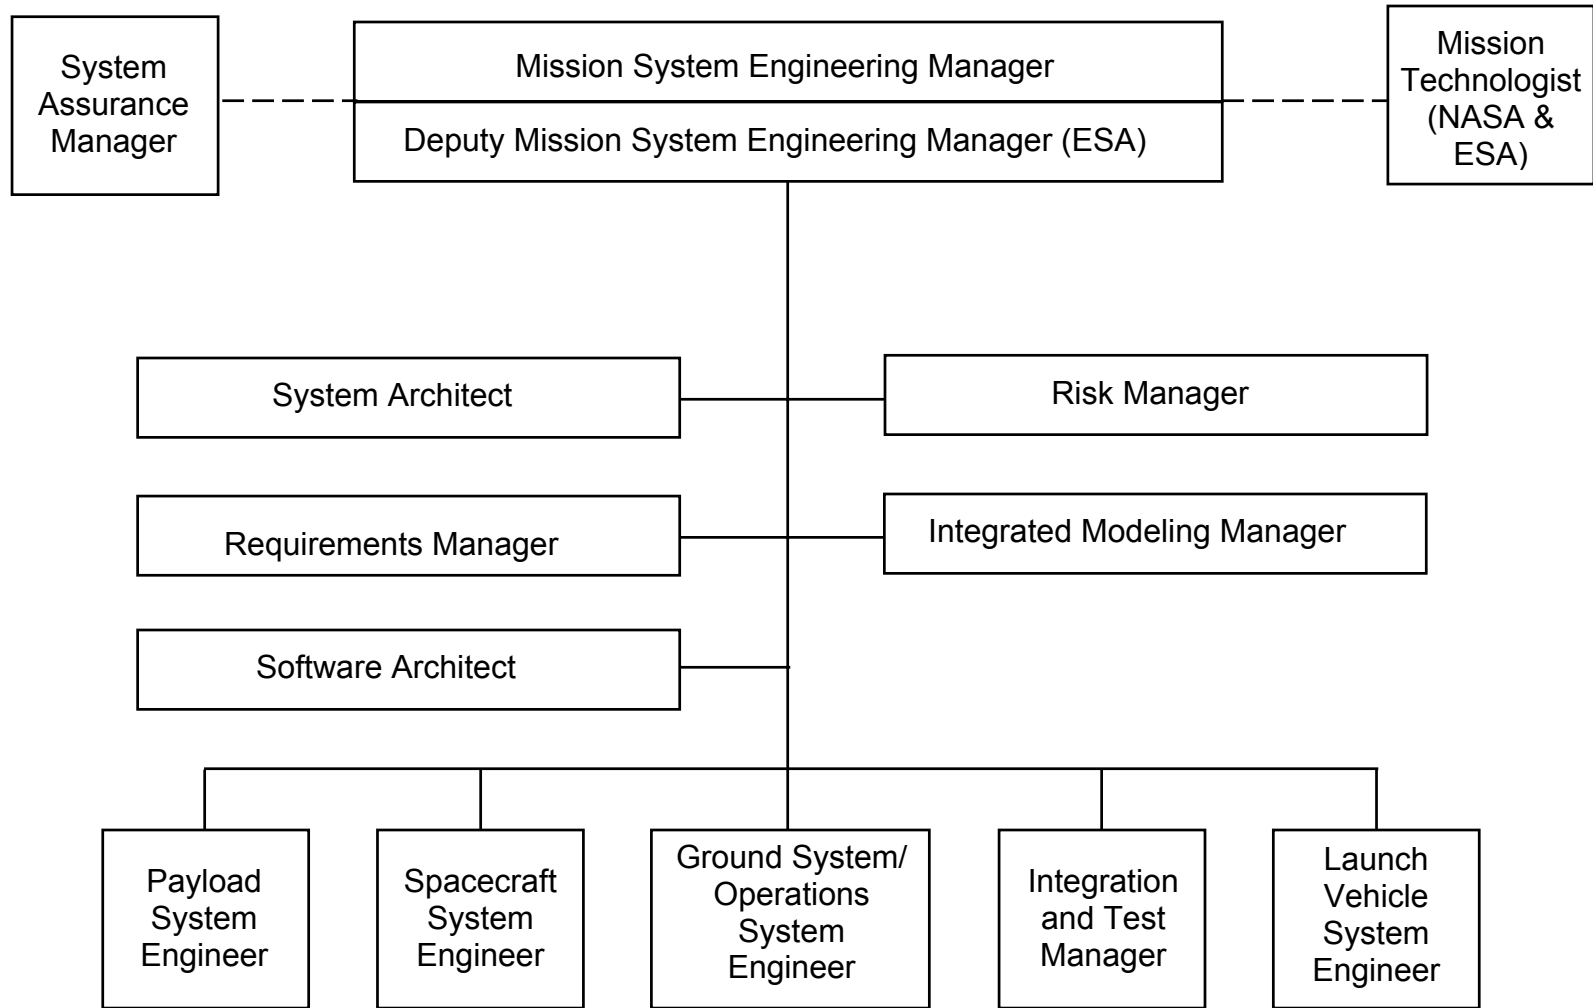 System
Assurance
Manager
Mission System Engineering Manager
Deputy Mission System Engineering Manager (ESA)
Mission
Technologist
(NASA &
ESA)
System Architect
Risk Manager
Requirements Manager
Integrated Modeling Manager
Software Architect
Payload
System
Engineer
Spacecraft
System
Engineer
Ground System/
Operations
System
Engineer
Integration
and Test
Manager
Launch
Vehicle
System
Engineer